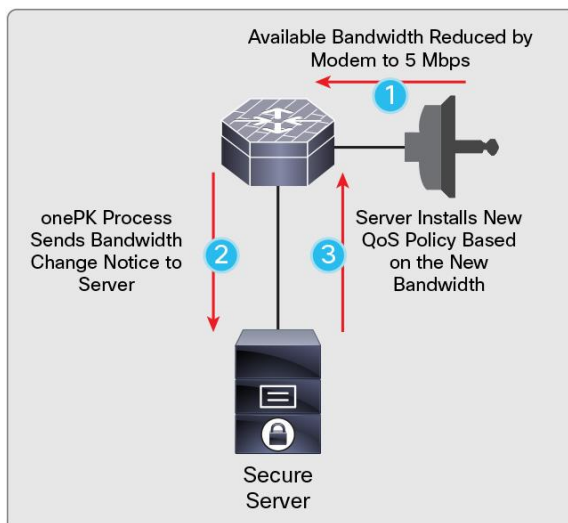 Available Bandwidth Reduced by
Modem to 5 Mbps
1
onePK Process
Sends Bandwidth
Change Notice to
Server
2
3
Server Installs New
QoS Policy Based
on the New
Bandwidth
Secure
Server